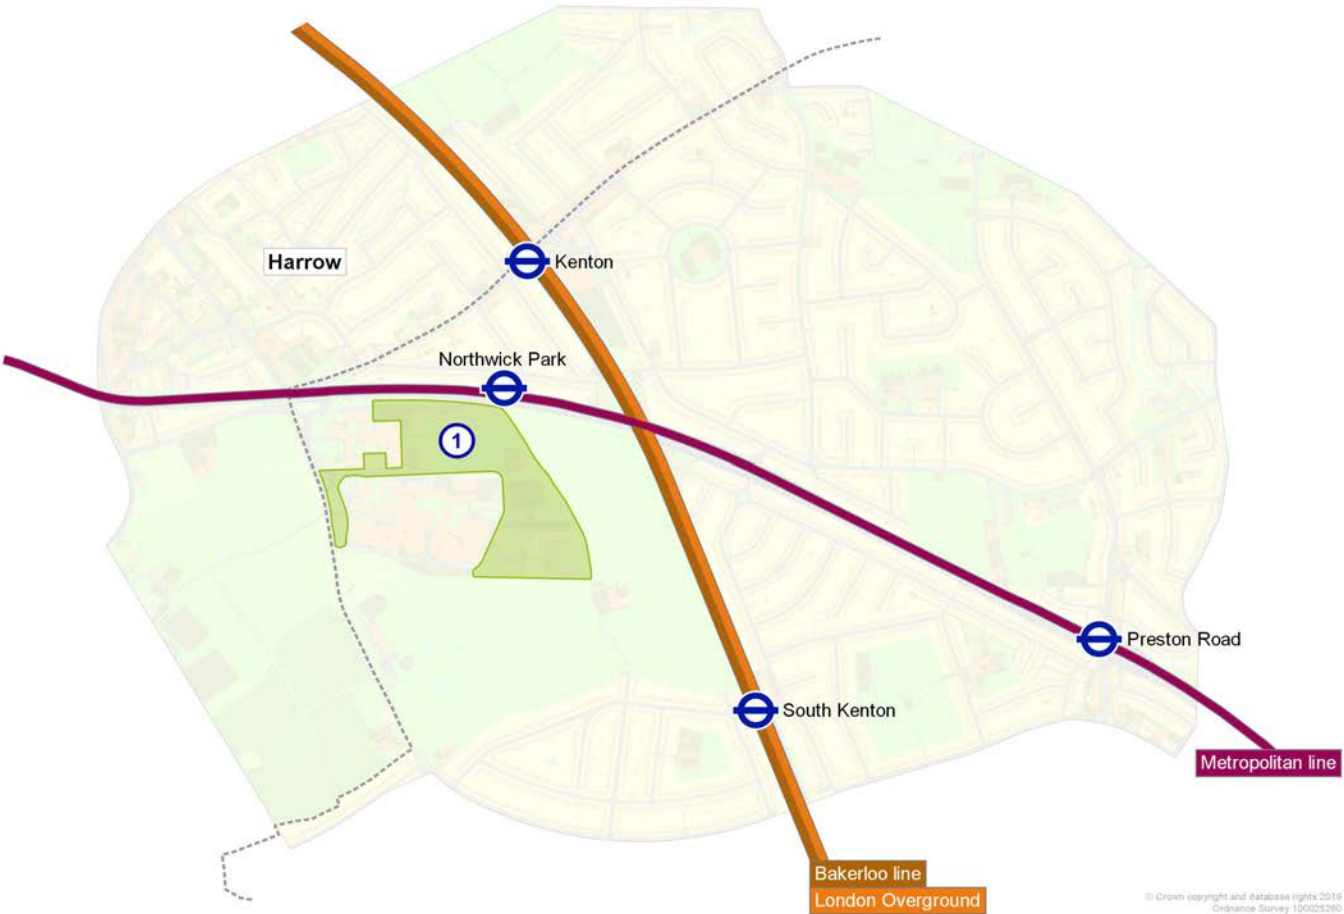 Harrow
Kenton
Northwick Park
1
Preston Road
South Kenton
Metropolitan line
Bakerloo line
London Overground
© Crown copyright and database rights 2016
Ordnance Survey 100025260